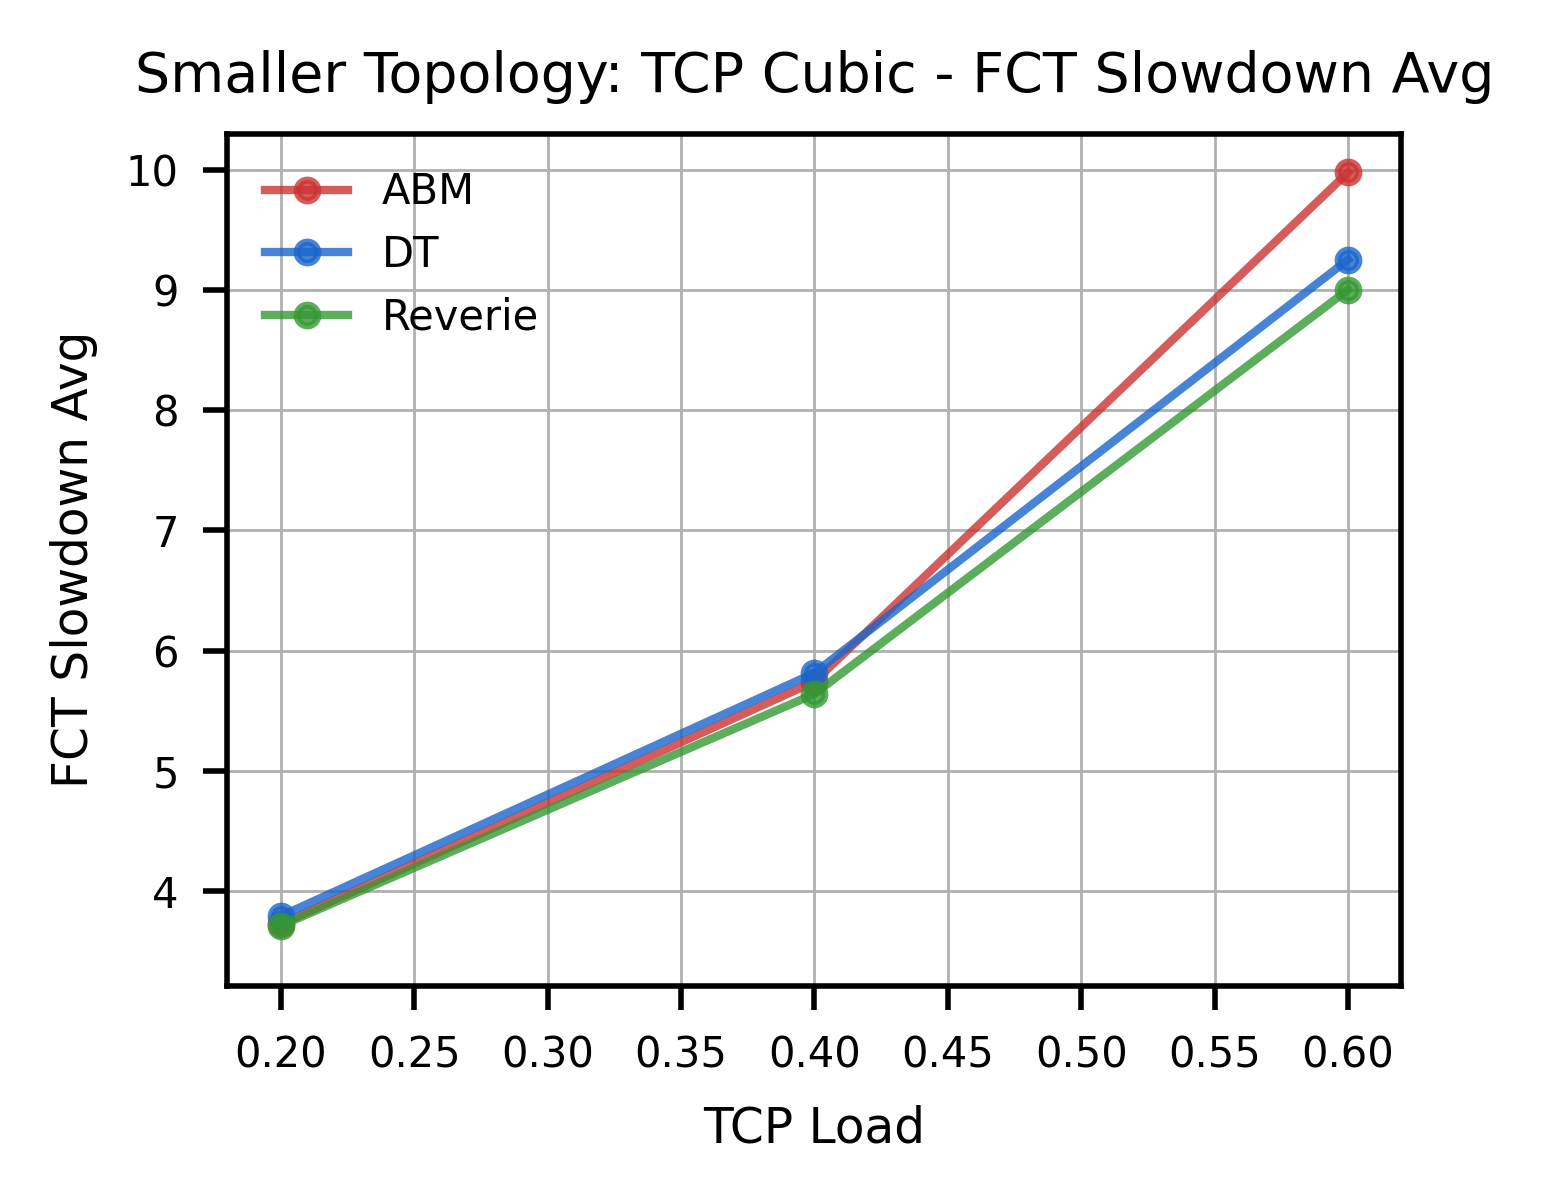 Smaller Topology: TCP Cubic - FCT Slowdown Avg
ABM
DT
Reverie
FCT Slowdown Avg
10
9
8
7
6
5
4
0.20 0.25 0.30 0.35 0.40 0.45 0.50 0.55 0.60
TCP Load